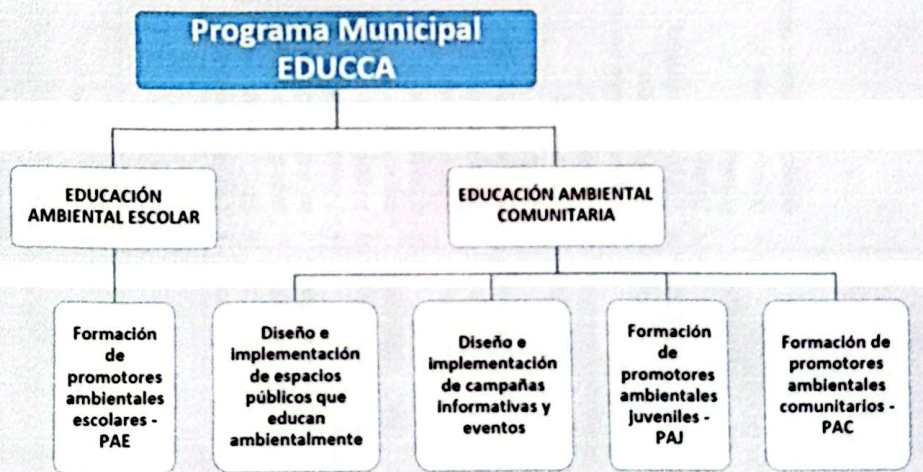 Programa Municipal
EDUCCA
EDUCACIÓN
AMBIENTAL ESCOLAR
EDUCACIÓN AMBIENTAL
COMUNITARIA
Formación
de
promotores
ambientales
escolares -
PAE
Diseño e
implementación
de espacios
públicos que
educan
ambientalmente
Diseño e
implementación
de campañas
informativas y
eventos
Formación
de
promotores
ambientales
juveniles -
PAJ
Formación de
promotores
ambientales
comunitarios -
PAC